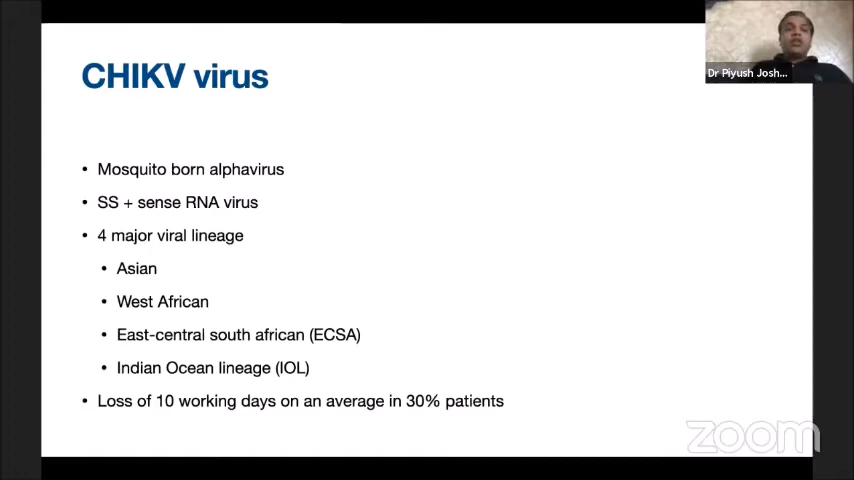 CHIKV virus
Dr Piyush Josh...
• Mosquito born alphavirus
• SS + sense RNA virus
• 4 major viral lineage
• Asian
• West African
• East-central south african (ECSA)
• Indian Ocean lineage (IOL)
• Loss of 10 working days on an average in 30% patients
zoom